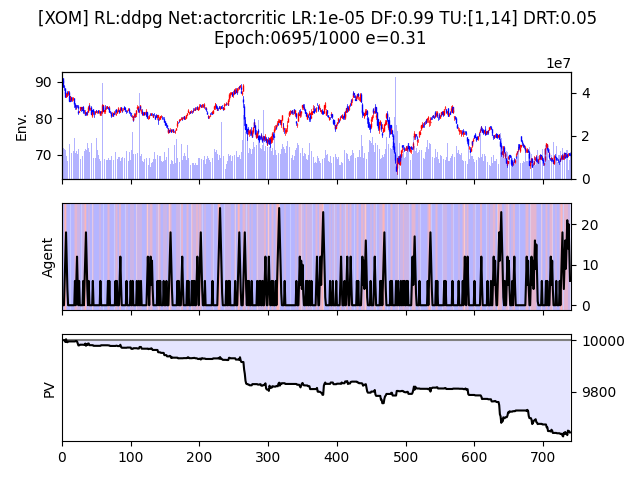 [XOM] RL:ddpg Net:actorcritic LR:1e-05 DF:0.99 TU:[1,14] DRT:0.05
Epoch:0695/1000 e=0.31
1e7
90
80
70
Env.
4
2
0
Agent
20
10
0
PV
10000
9800
0 100 200 300 400 500 600 700